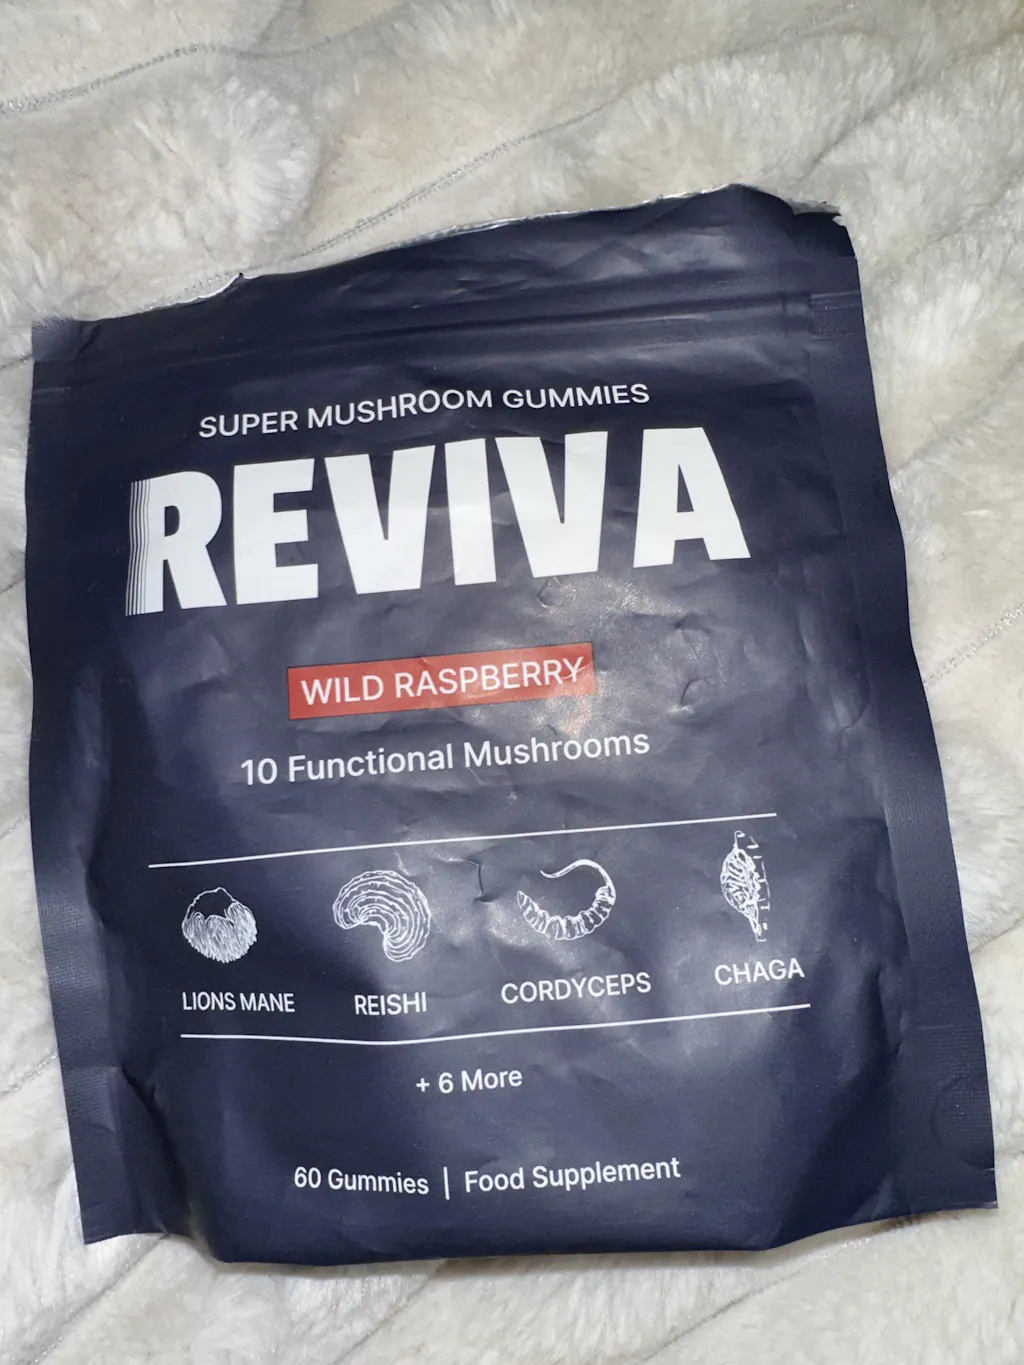 SUPER MUSHROOM GUMMIES
REVIVA
WILD RASPBERRY
10 Functional Mushrooms
LIONS MANE REISHI CORDYCEPS CHAGA
+ 6 More
60 Gummies | Food Supplement